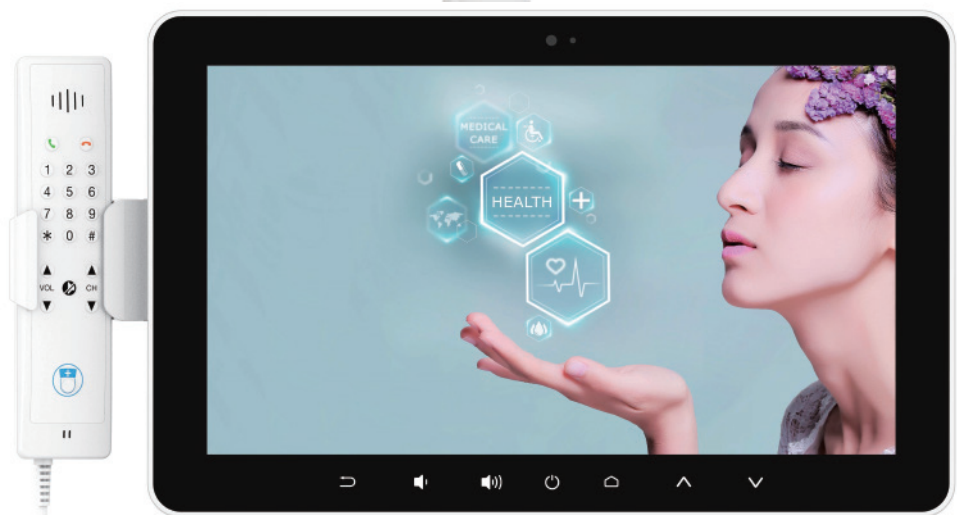 1 2 3
4 5 6
7 8 9
* 0 #
VOL CH
MEDICAL
CARE
HEALTH